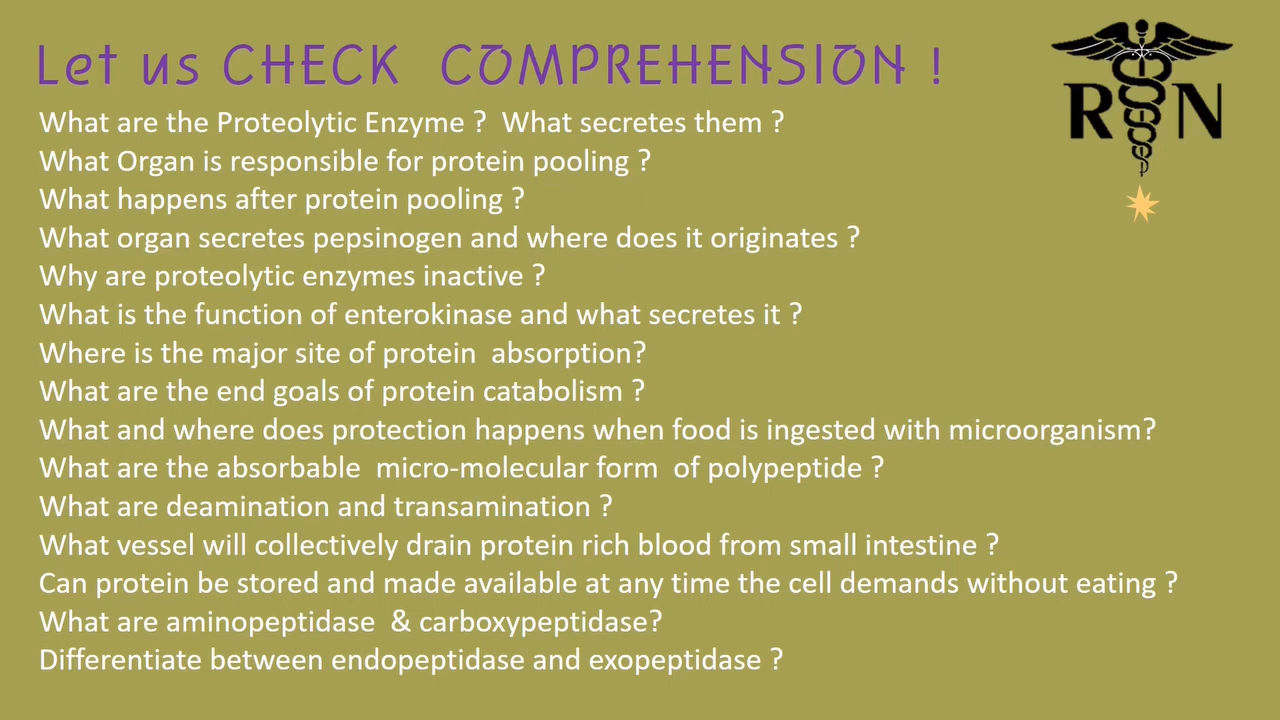 Let us CHECK COMPREHENSION !
What are the Proteolytic Enzyme ? What secretes them ?
What Organ is responsible for protein pooling ?
What happens after protein pooling ?
What organ secretes pepsinogen and where does it originates ?
Why are proteolytic enzymes inactive ?
What is the function of enterokinase and what secretes it ?
Where is the major site of protein absorption?
What are the end goals of protein catabolism ?
What and where does protection happens when food is ingested with microorganism?
What are the absorbable micro-molecular form of polypeptide ?
What are deamination and transamination ?
What vessel will collectively drain protein rich blood from small intestine ?
Can protein be stored and made available at any time the cell demands without eating ?
What are aminopeptidase & carboxypeptidase?
Differentiate between endopeptidase and exopeptidase ?
RN